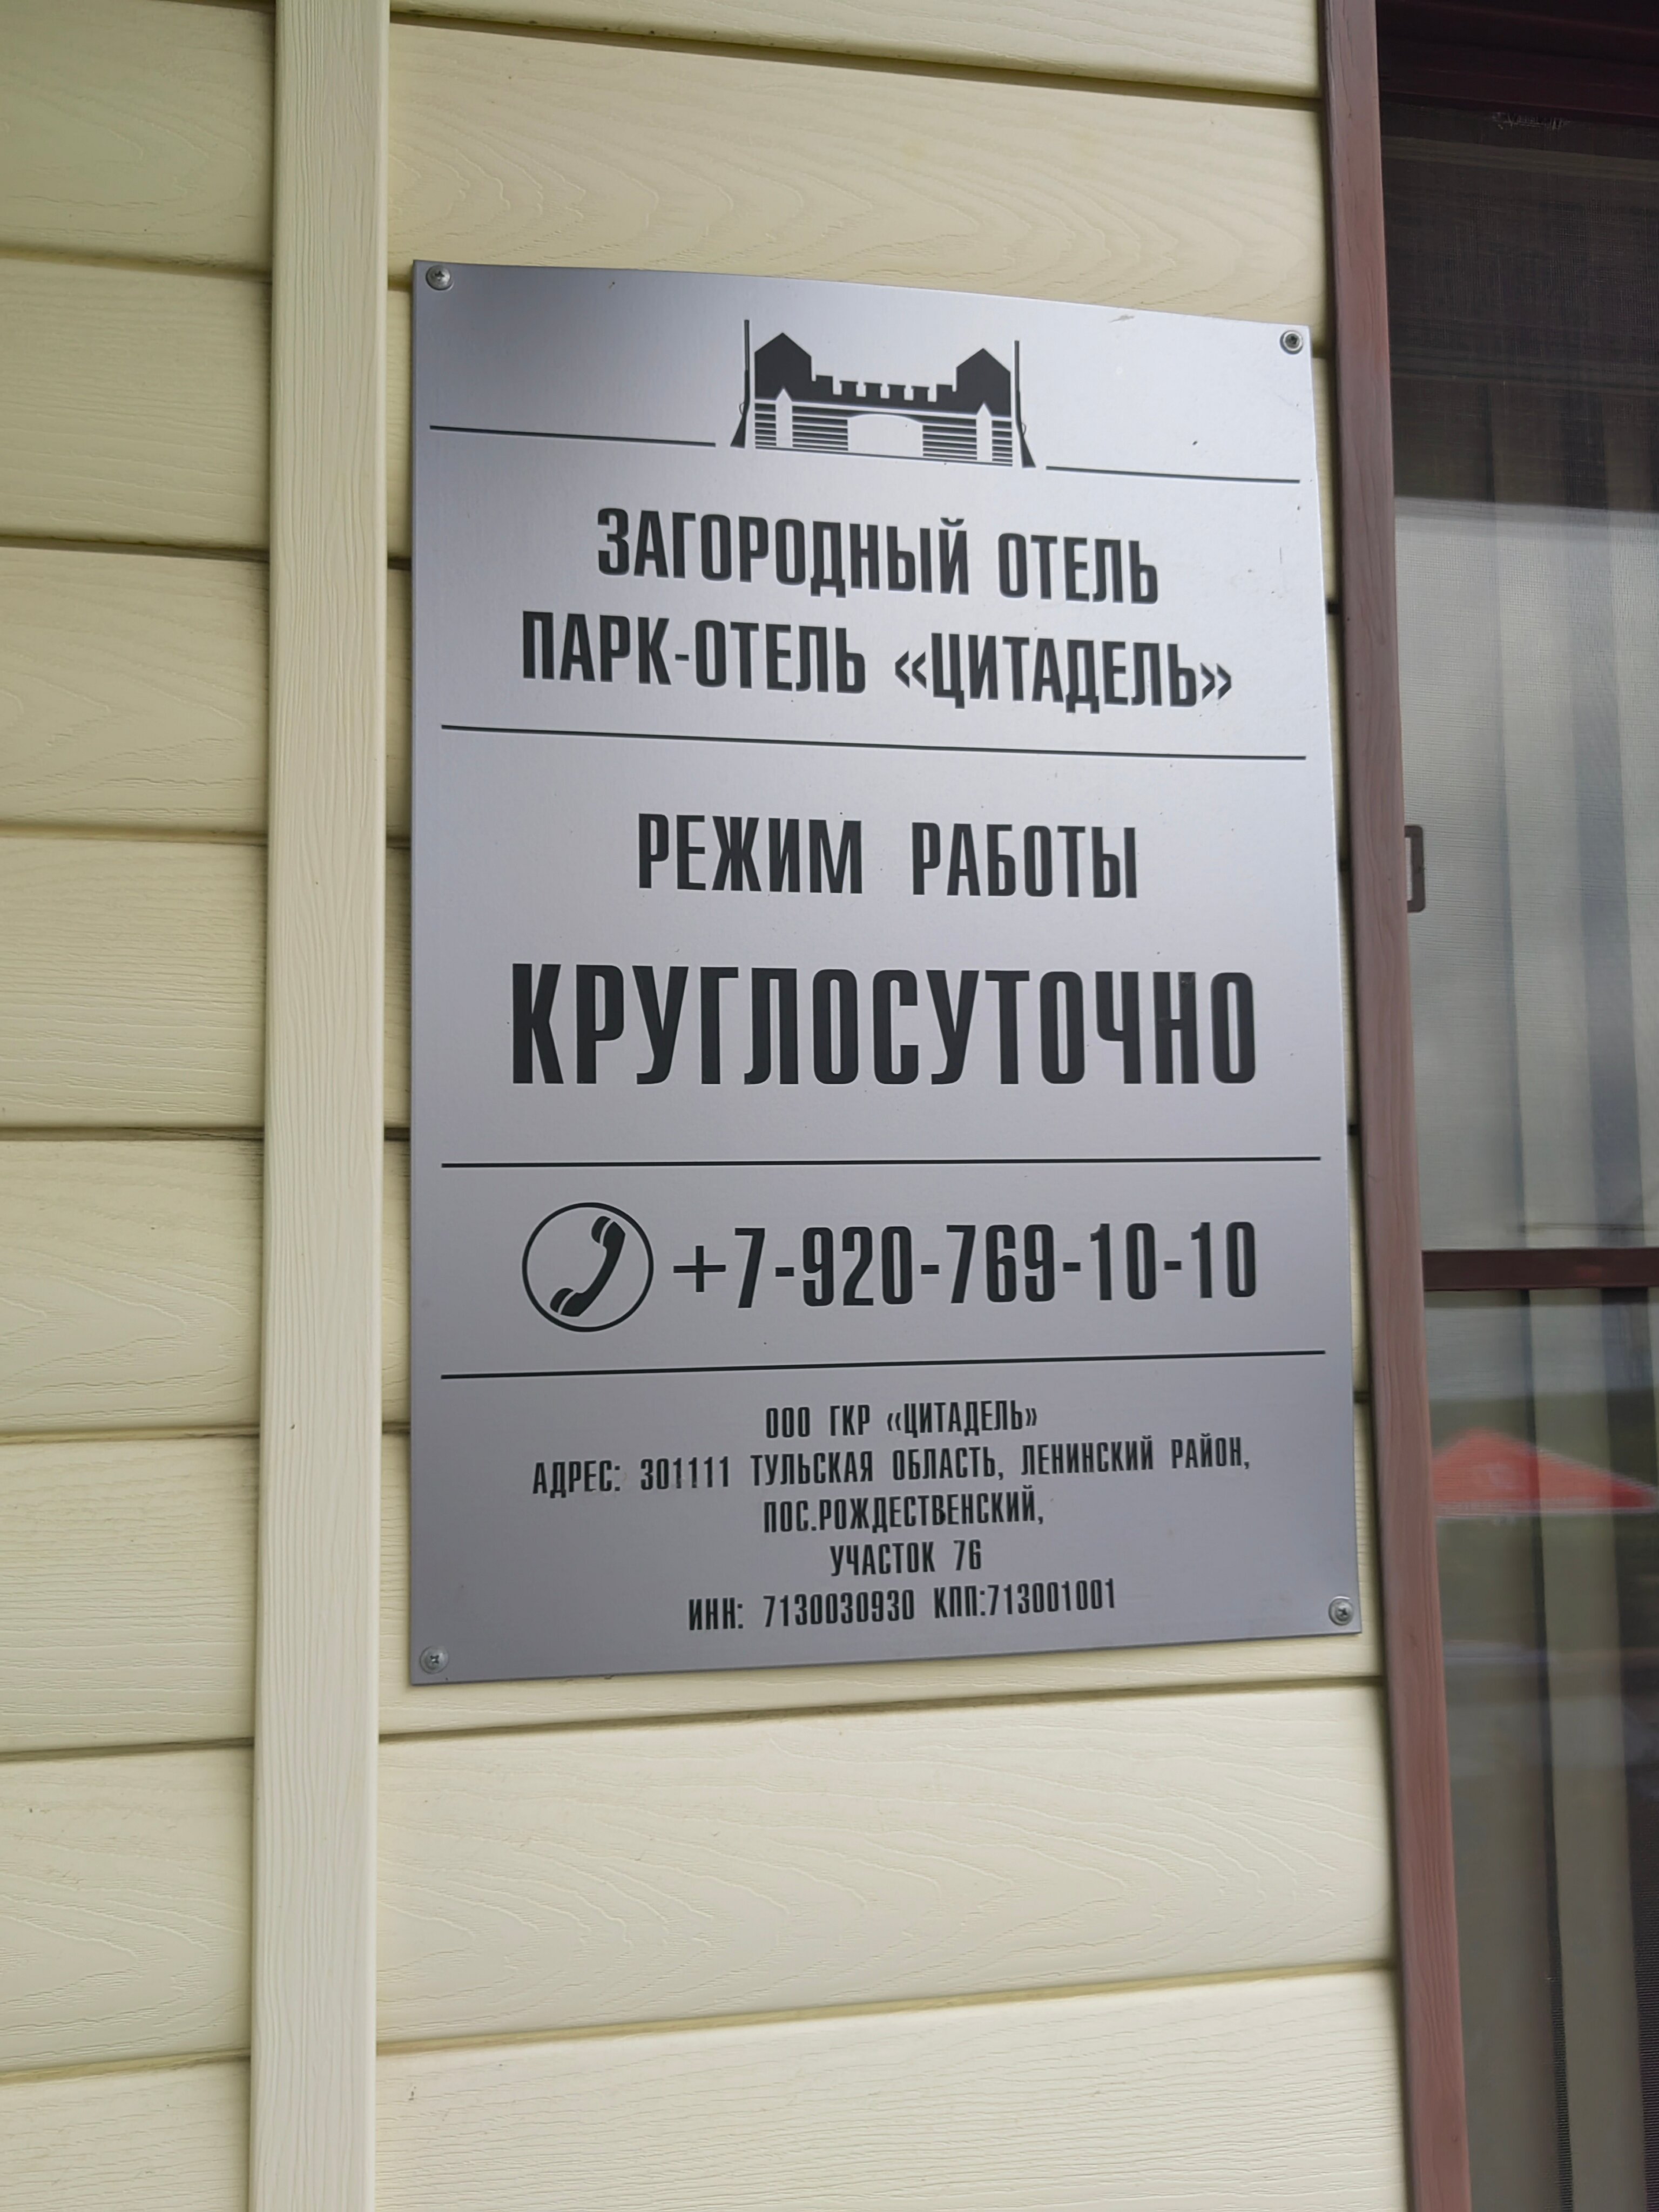 ЗАГОРОДНЫЙ ОТЕЛЬ
ПАРК-ОТЕЛЬ «ЦИТАДЕЛЬ»
РЕЖИМ РАБОТЫ
КРУГЛОСУТОЧНО
+7-920-769-10-10
ООО ГКР «ЦИТАДЕЛЬ»
АДРЕС: 301111 ТУЛЬСКАЯ ОБЛАСТЬ, ЛЕНИНСКИЙ РАЙОН,
ПОС.РОЖДЕСТВЕНСКИЙ,
УЧАСТОК 76
ИНН: 7130030930 КПП:713001001